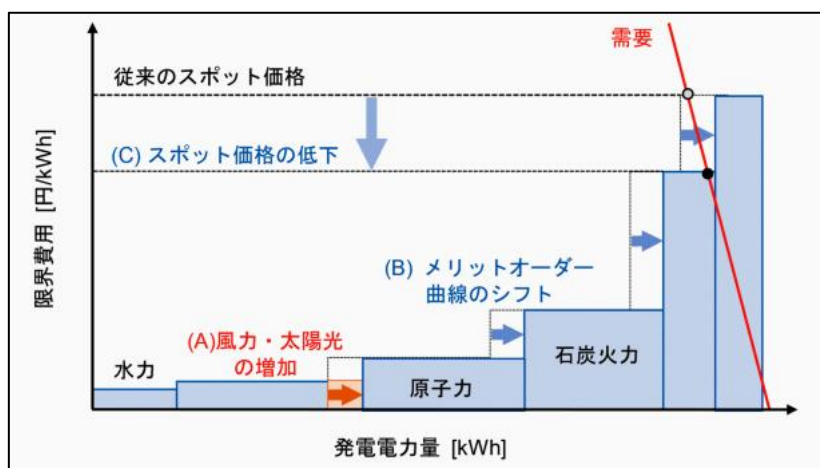 需要
従来のスポット価格
(C) スポット価格の低下
(B) メリットオーダー
曲線のシフト
(A)風力・太陽光
の増加
水力
原子力
石炭火力
限界費用 [円/kWh]
発電電力量 [kWh]